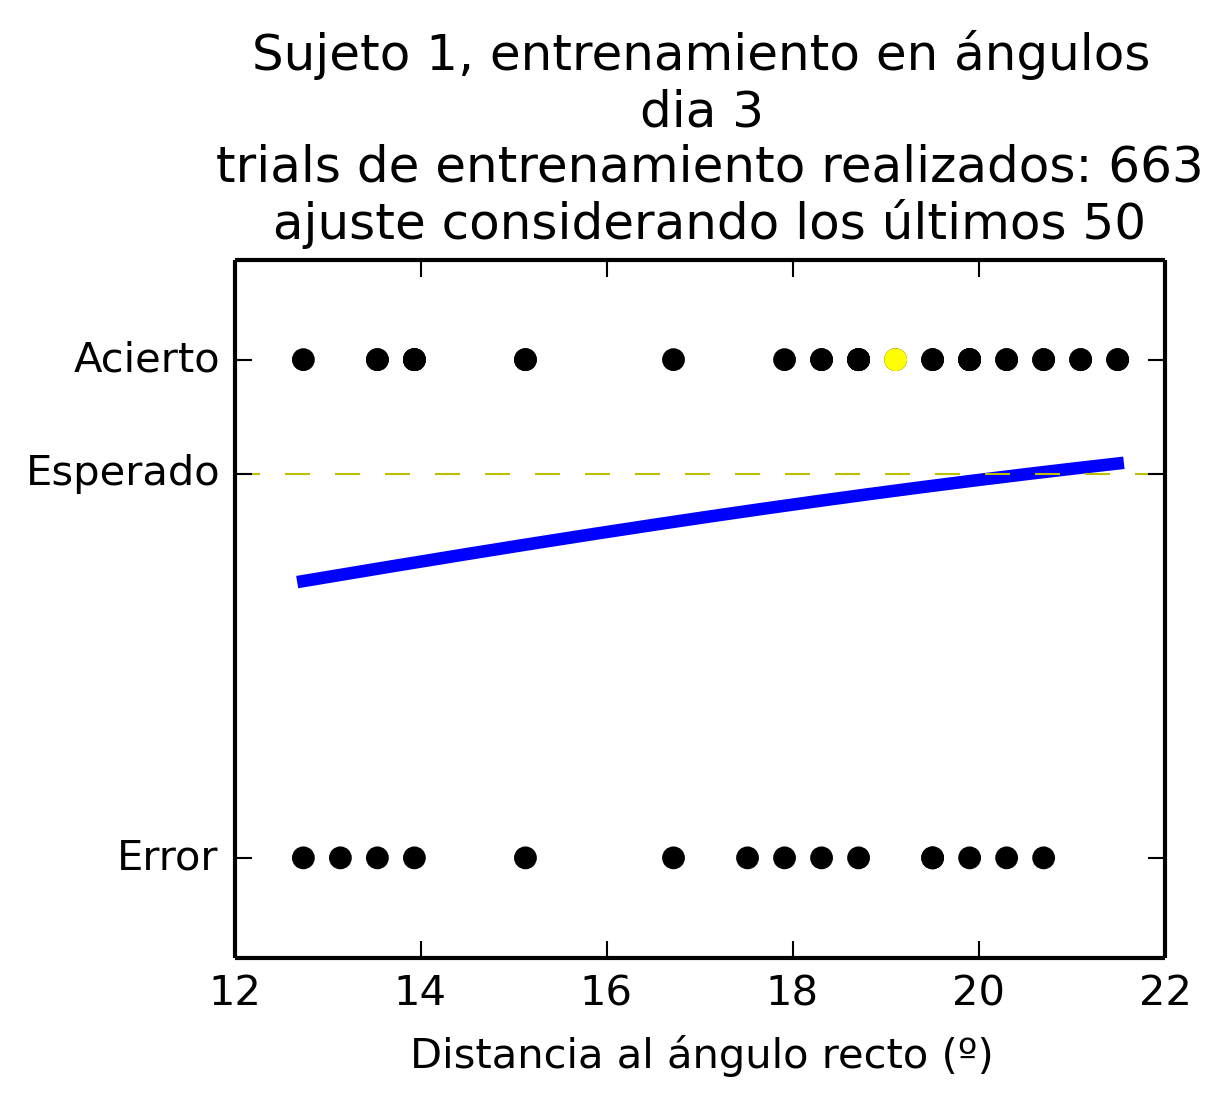 Sujeto 1, entrenamiento en ángulos
dia 3
trials de entrenamiento realizados: 663
ajuste considerando los últimos 50
Acierto
Esperado
Error
12 14 16 18 20 22
Distancia al ángulo recto (º)